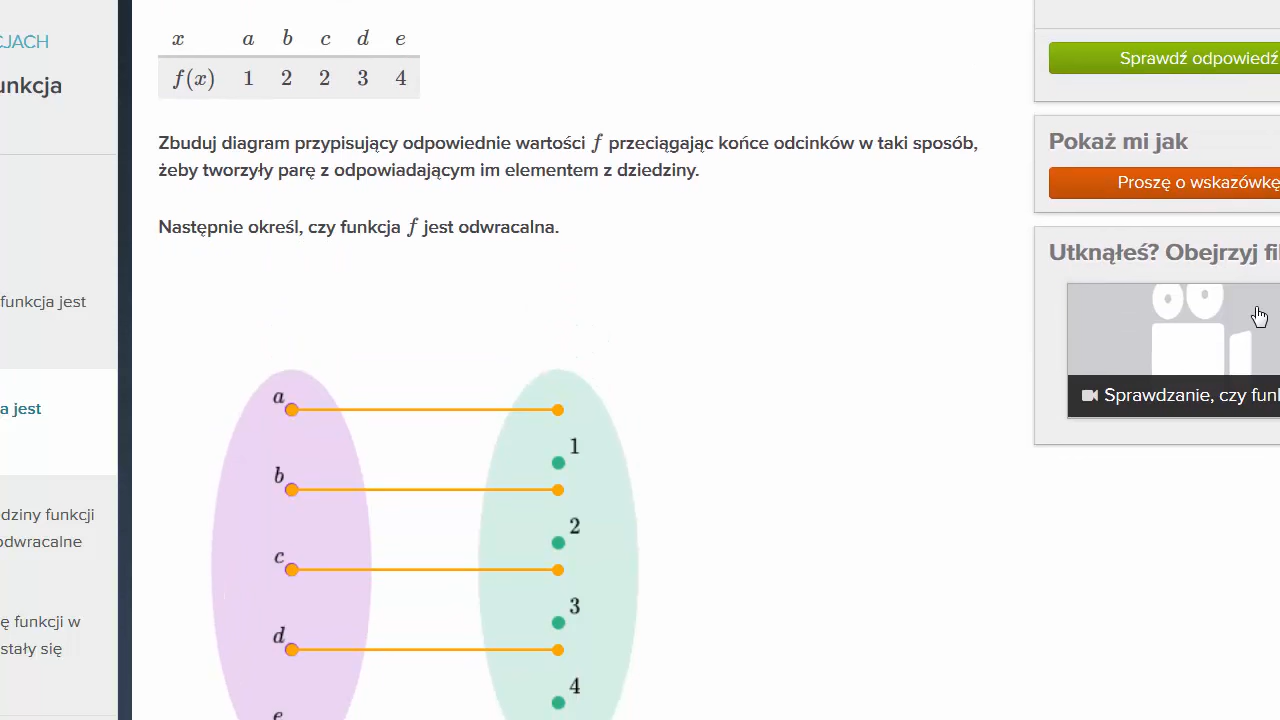 CJACH
unkcja
funkcja jest
a jest
dziny funkcji
odwracalne
ę funkcji w
stały się
x a b c d e
f(x) 1 2 2 3 4
Zbuduj diagram przypisujący odpowiednie wartości f przeciągając końce odcinków w taki sposób,
żeby tworzyły parę z odpowiadającym im elementem z dziedziny.
Następnie określ, czy funkcja f jest odwracalna.
a
1
b
2
c
3
d
4
e
Sprawdź odpowiedź
Pokaż mi jak
Proszę o wskazówkę
Utknąłeś? Obejrzyj fil
Sprawdzanie, czy funk